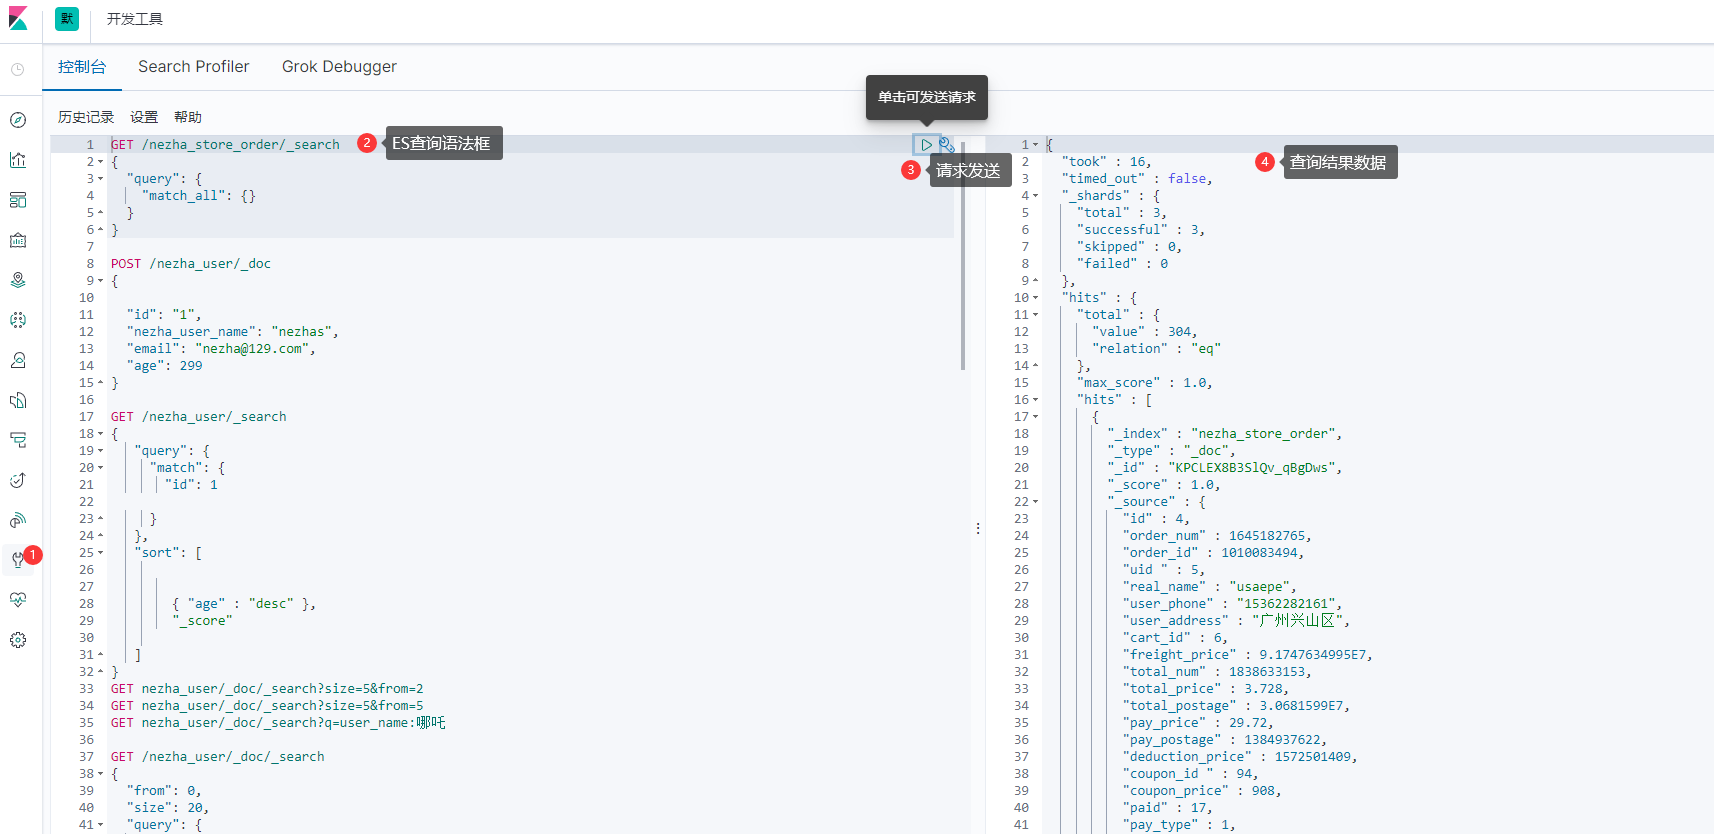 默 开发工具
控制台 Search Profiler Grok Debugger
单击可发送请求
历史记录 设置 帮助
1 GET /nezha_store_order/_search
2 {
3 "query": {
4 "match_all": {}
5 }
6 }
7
8 POST /nezha_user/_doc
9 {
10
11 "id": "1",
12 "nezha_user_name": "nezhas",
13 "email": "nezha@129.com",
14 "age": 299
15 }
16
17 GET /nezha_user/_search
18 {
19 "query": {
20 "match": {
21 "id": 1
22
23 }
24 },
25 "sort": [
26
27
28 { "age" : "desc" },
29 "_score"
30
31 ]
32 }
33 GET nezha_user/_doc/_search?size=5&from=2
34 GET nezha_user/_doc/_search?size=5&from=5
35 GET nezha_user/_doc/_search?q=user_name:哪吒
36
37 GET /nezha_user/_doc/_search
38 {
39 "from": 0,
40 "size": 20,
41 "query": {
1
2 ES查询语法框
3 请求发送
4 查询结果数据
1 {
2 "took" : 16,
3 "timed_out" : false,
4 "_shards" : {
5 "total" : 3,
6 "successful" : 3,
7 "skipped" : 0,
8 "failed" : 0
9 },
10 "hits" : {
11 "total" : {
12 "value" : 304,
13 "relation" : "eq"
14 },
15 "max_score" : 1.0,
16 "hits" : [
17 {
18 "_index" : "nezha_store_order",
19 "_type" : "_doc",
20 "_id" : "KPCLEX8B3SlQv_qBgDws",
21 "_score" : 1.0,
22 "_source" : {
23 "id" : 4,
24 "order_num" : 1645182765,
25 "order_id" : 1010083494,
26 "uid " : 5,
27 "real_name" : "usaepe",
28 "user_phone" : "15362282161",
29 "user_address" : "广州兴山区",
30 "cart_id" : 6,
31 "freight_price" : 9.1747634995E7,
32 "total_num" : 1838633153,
33 "total_price" : 3.728,
34 "total_postage" : 3.0681599E7,
35 "pay_price" : 29.72,
36 "pay_postage" : 1384937622,
37 "deduction_price" : 1572501409,
38 "coupon_id " : 94,
39 "coupon_price" : 908,
40 "paid" : 17,
41 "pay_type" : 1,